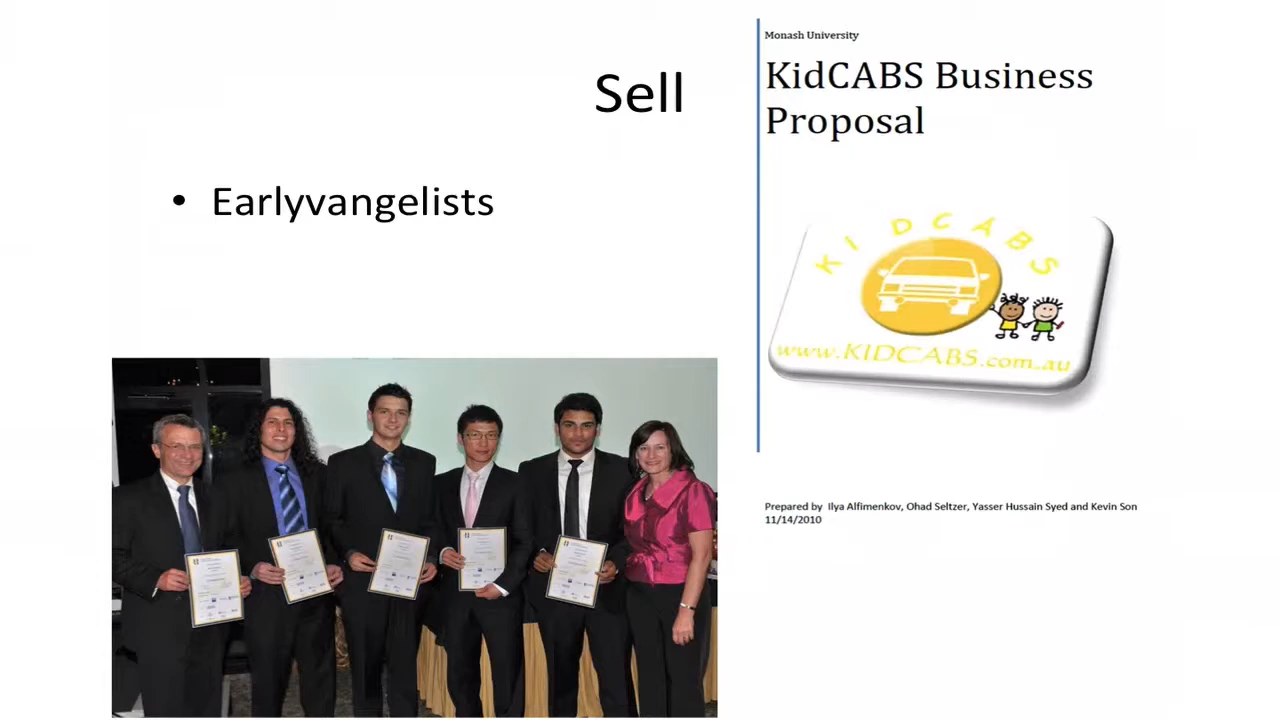 Sell
• Earlyvangelists
Monash University
KidCABS Business
Proposal
KIDCABS
www.KIDCABS.com.au
Prepared by Ilya Alfimenkov, Ohad Seltzer, Yasser Hussain Syed and Kevin Son
11/14/2010